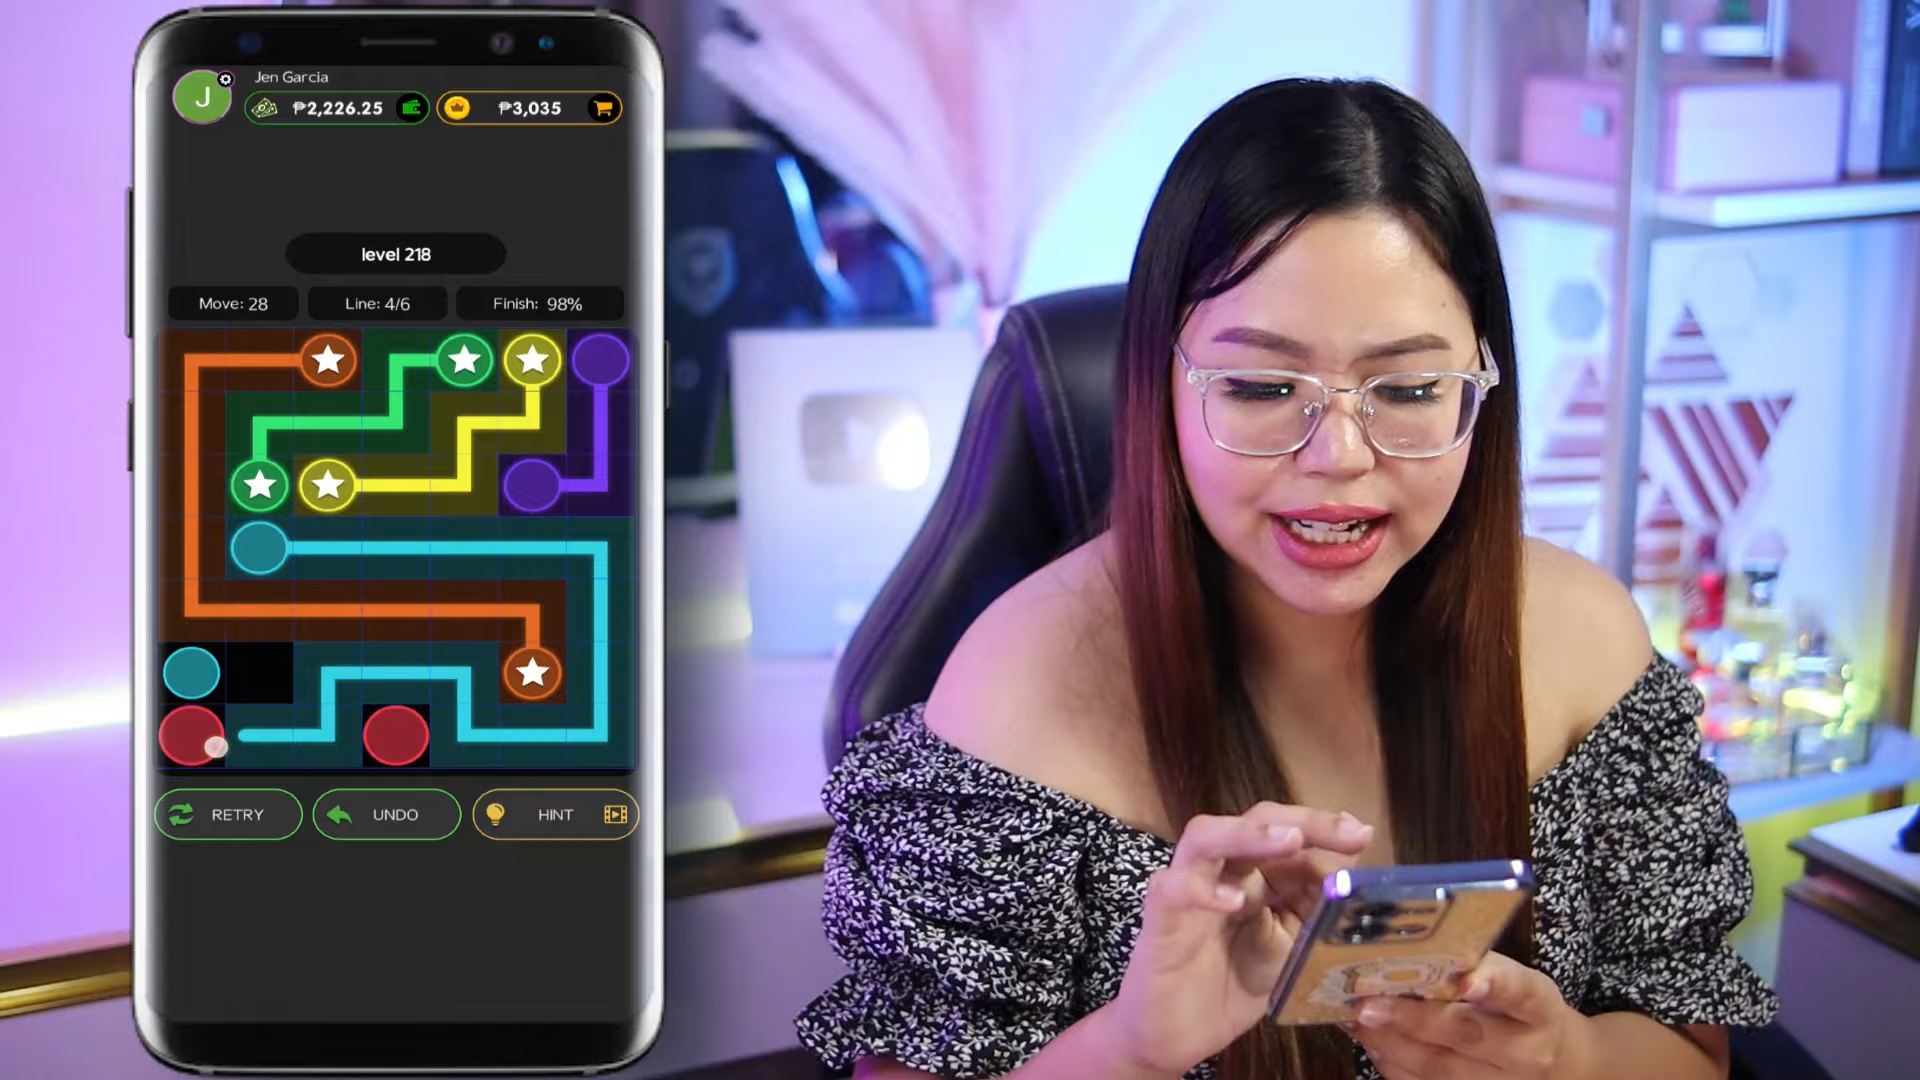 J
Jen Garcia
₱2,226.25
₱3,035
level 218
Move: 28
Line: 4/6
Finish: 98%
RETRY
UNDO
HINT